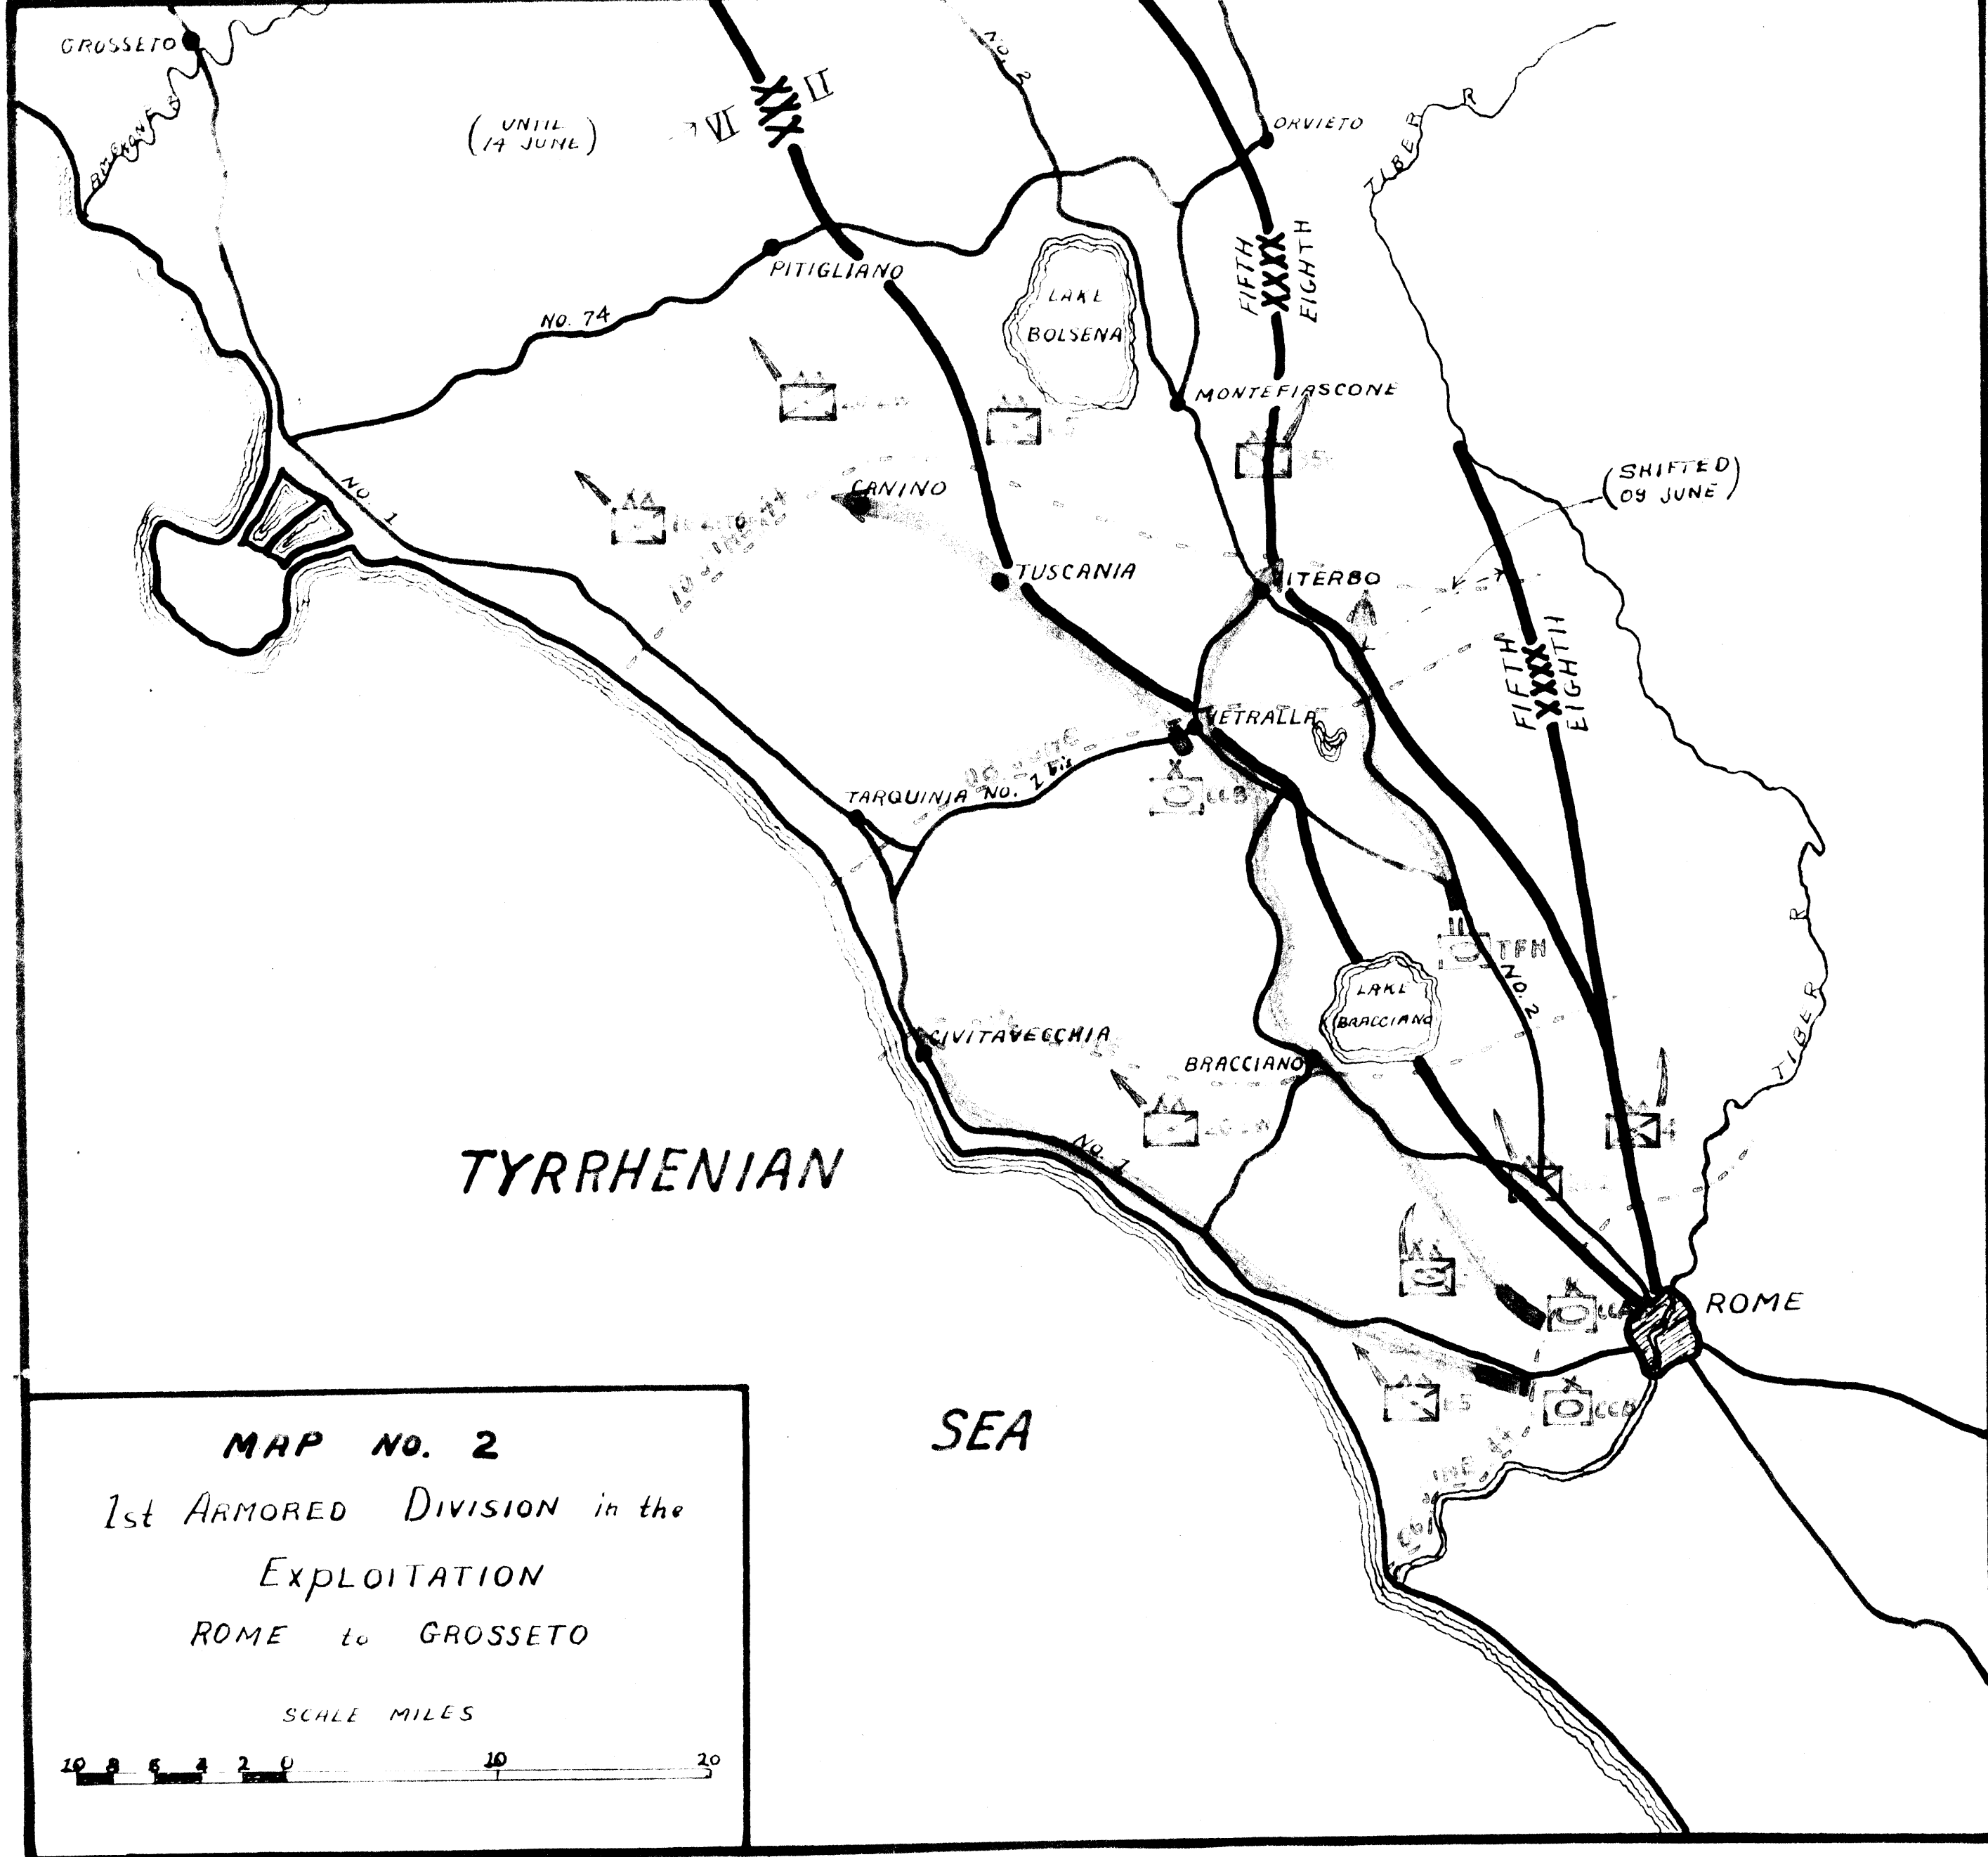 GROSSETO
NO. 2
II
VI
(UNTIL
14 JUNE)
ORVIETO
TIBER R
FIFTH
XXXX
EIGHTH
PITIGLIANO
LAKE
BOLSENA
NO. 74
MONTEFIASCONE
(SHIFTED)
09 JUNE
CANINO
NO. 1
TUSCANIA
VITERBO
FIFTH
XXXX
EIGHTH
VETRALLA
TARQUINIA NO.
CCB
TFH
NO. 2
LAKE
BRACCIANO
TIBER R
CIVITAVECCHIA
BRACCIANO
NO. 1
TYRRHENIAN
SEA
ROME
MAP NO. 2
1st ARMORED DIVISION in the
EXPLOITATION
ROME to GROSSETO
SCALE MILES
10 8 6 4 2 0 10 20